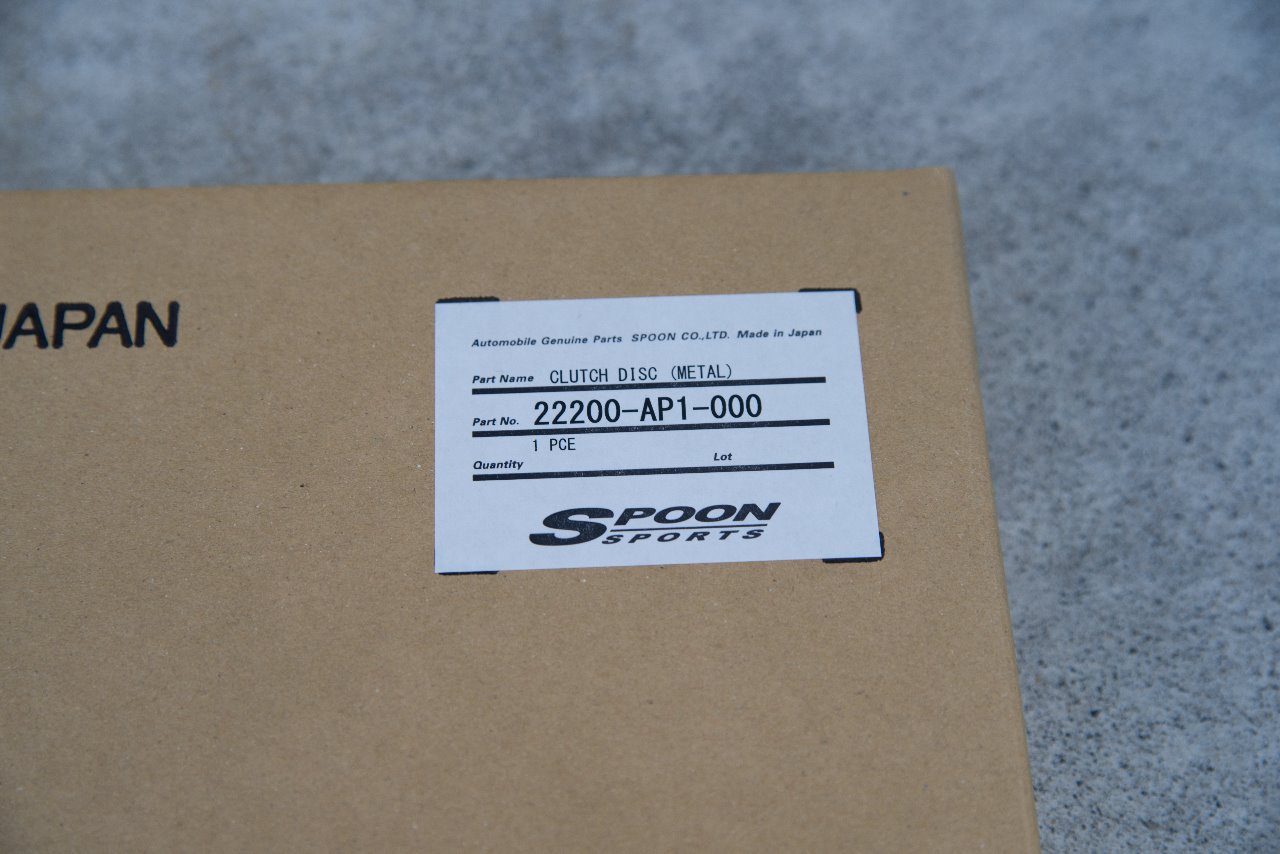 JAPAN
Automobile Genuine Parts SPOON CO.,LTD. Made in Japan
Part Name CLUTCH DISC (METAL)
Part No. 22200-AP1-000
1 PCE
Quantity Lot
SPOON
SPORTS